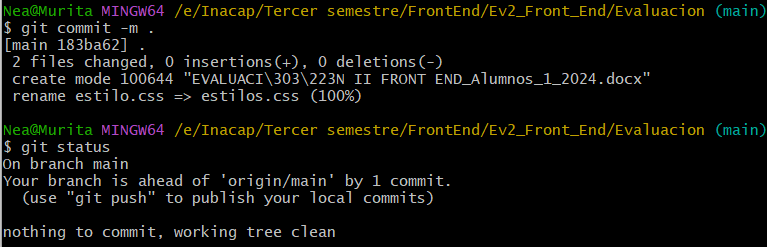 Nea@Murita MINGW64 /e/Inacap/Tercer semestre/FrontEnd/Ev2_Front_End/Evaluacion (main)
$ git commit -m .
[main 183ba62] .
 2 files changed, 0 insertions(+), 0 deletions(-)
 create mode 100644 "EVALUACI\303\223N II FRONT END_Alumnos_1_2024.docx"
 rename estilo.css => estilos.css (100%)
Nea@Murita MINGW64 /e/Inacap/Tercer semestre/FrontEnd/Ev2_Front_End/Evaluacion (main)
$ git status
On branch main
Your branch is ahead of 'origin/main' by 1 commit.
  (use "git push" to publish your local commits)
nothing to commit, working tree clean